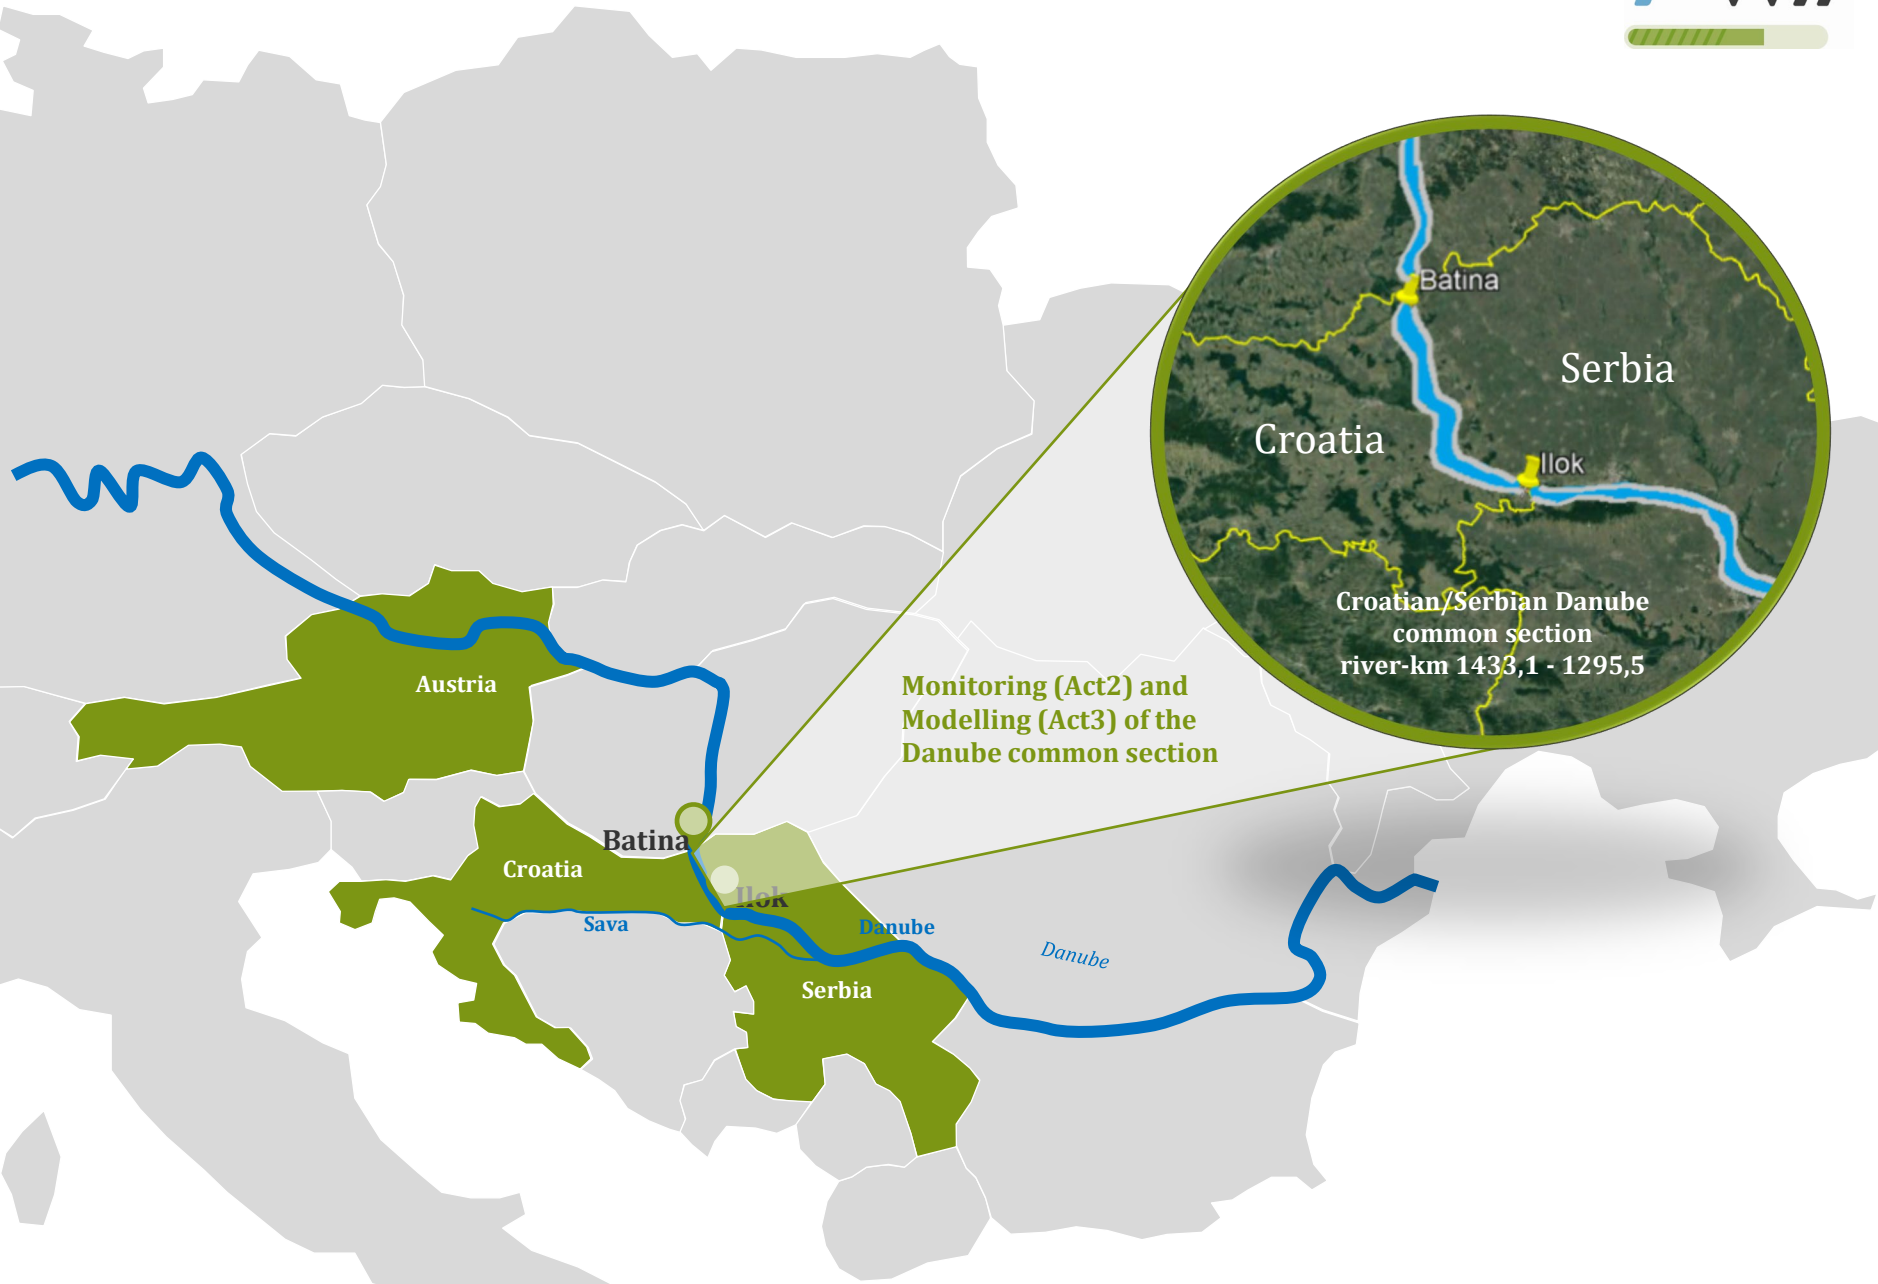 Batina
Serbia
Croatia
Ilok
Croatian/Serbian Danube
common section
river-km 1433,1 - 1295,5
Austria
Monitoring (Act2) and
Modelling (Act3) of the
Danube common section
Batina
Croatia
Ilok
Sava
Danube
Danube
Serbia